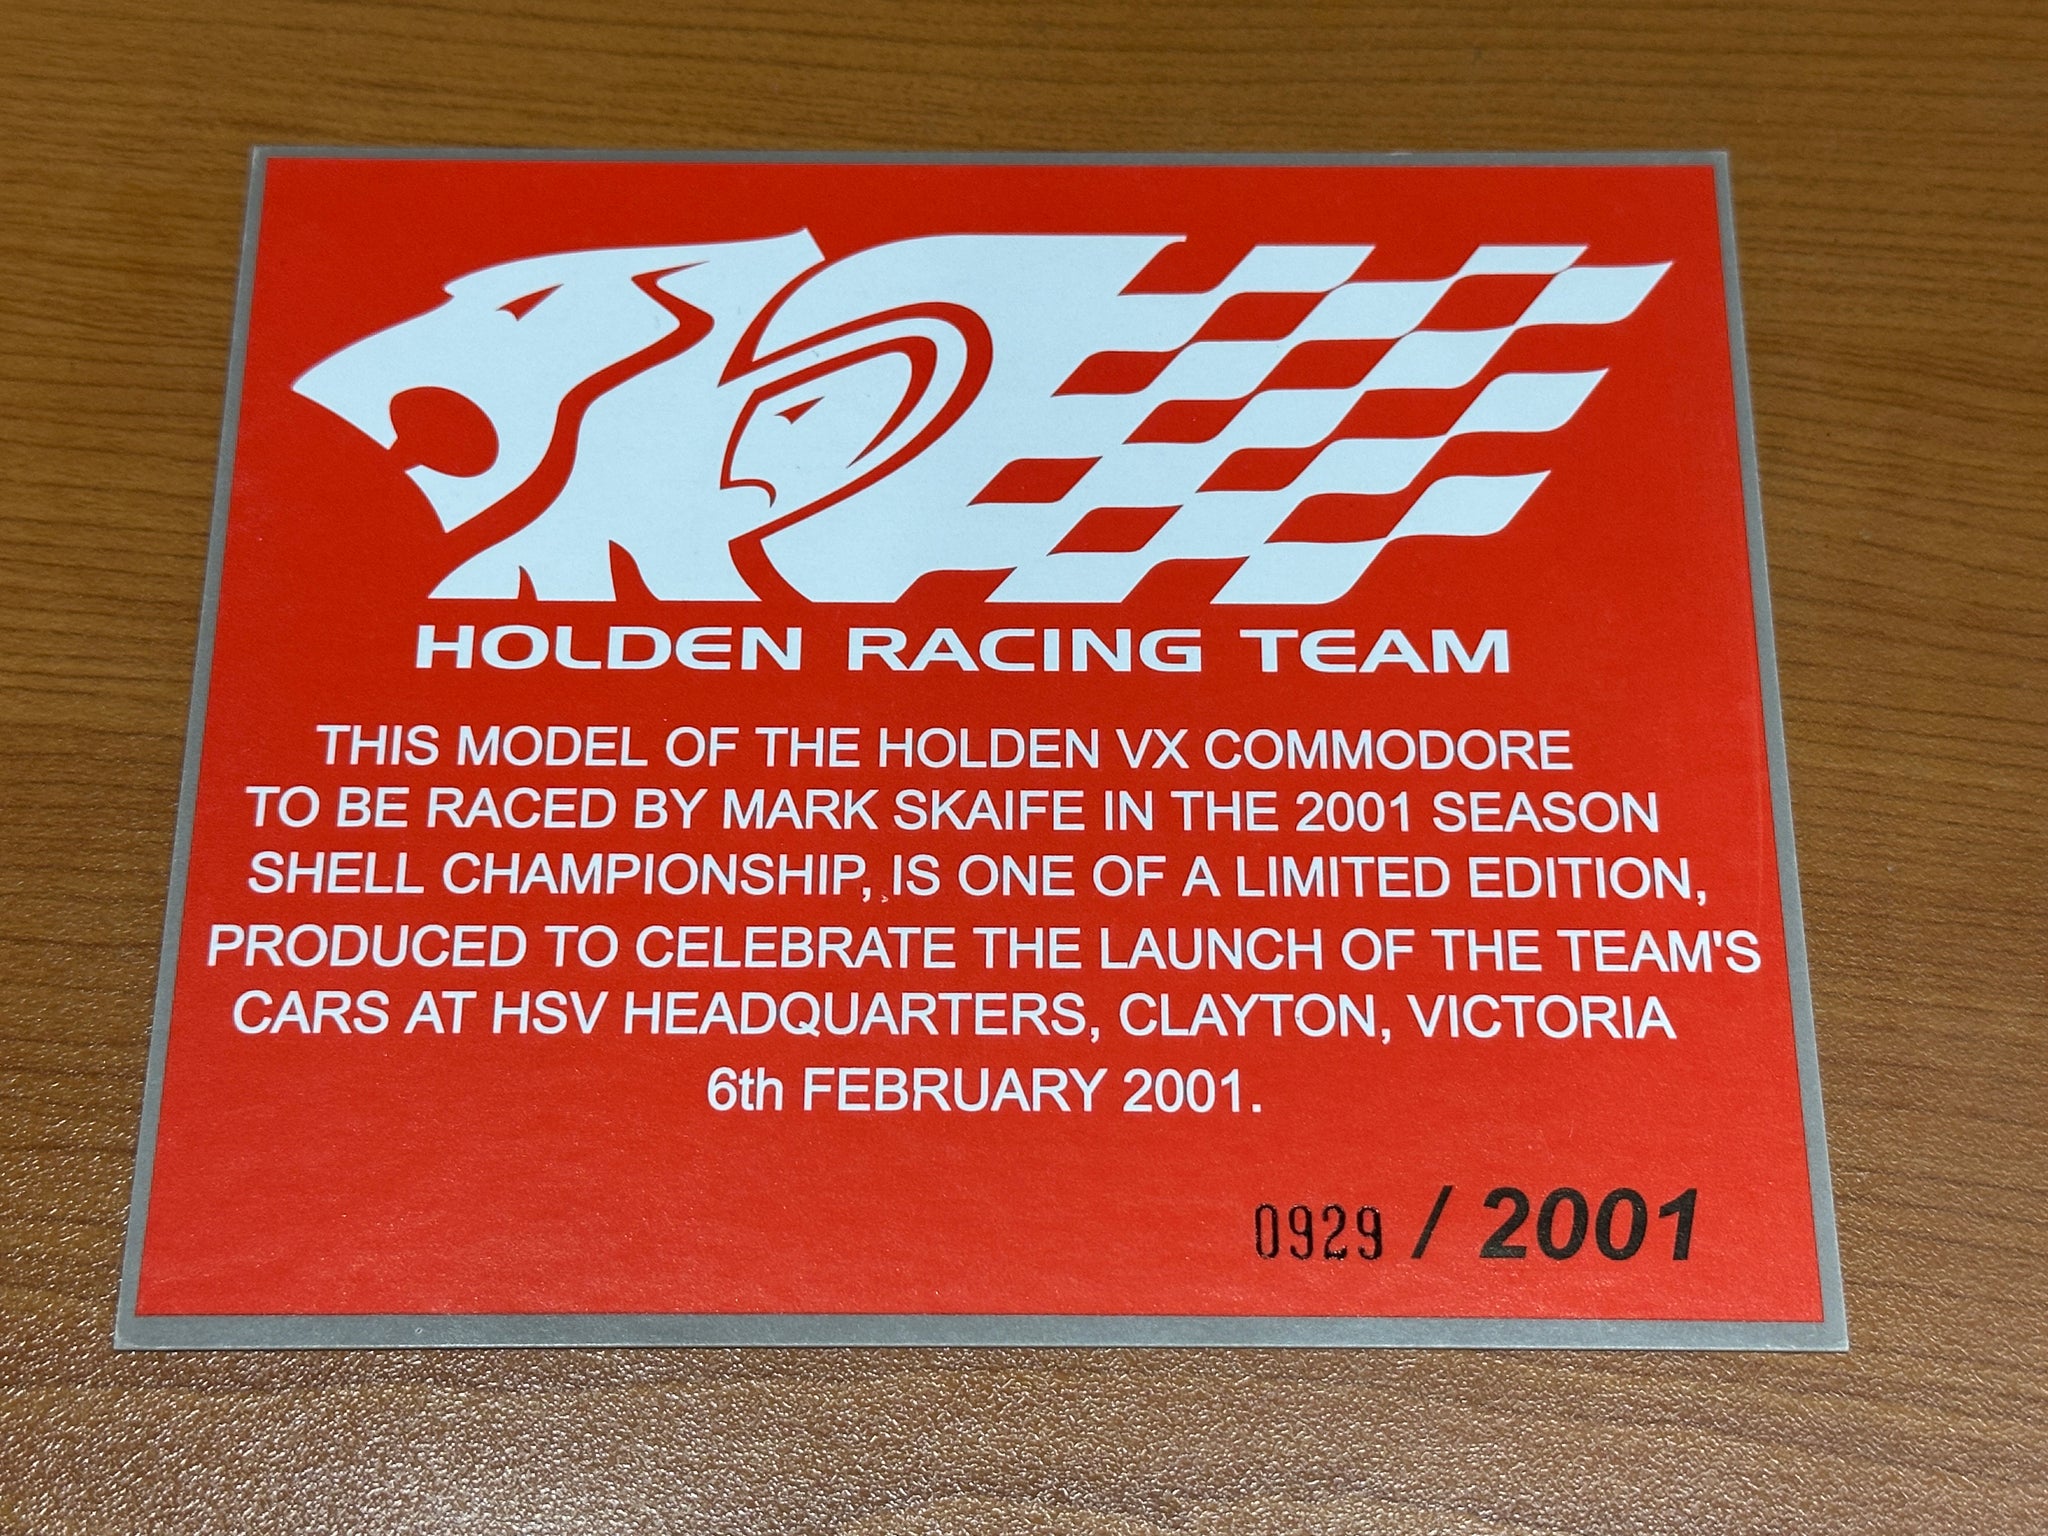 HOLDEN RACING TEAM
THIS MODEL OF THE HOLDEN VX COMMODORE
TO BE RACED BY MARK SKAIFE IN THE 2001 SEASON
SHELL CHAMPIONSHIP, IS ONE OF A LIMITED EDITION,
PRODUCED TO CELEBRATE THE LAUNCH OF THE TEAM'S
CARS AT HSV HEADQUARTERS, CLAYTON, VICTORIA
6th FEBRUARY 2001.
0929 / 2001